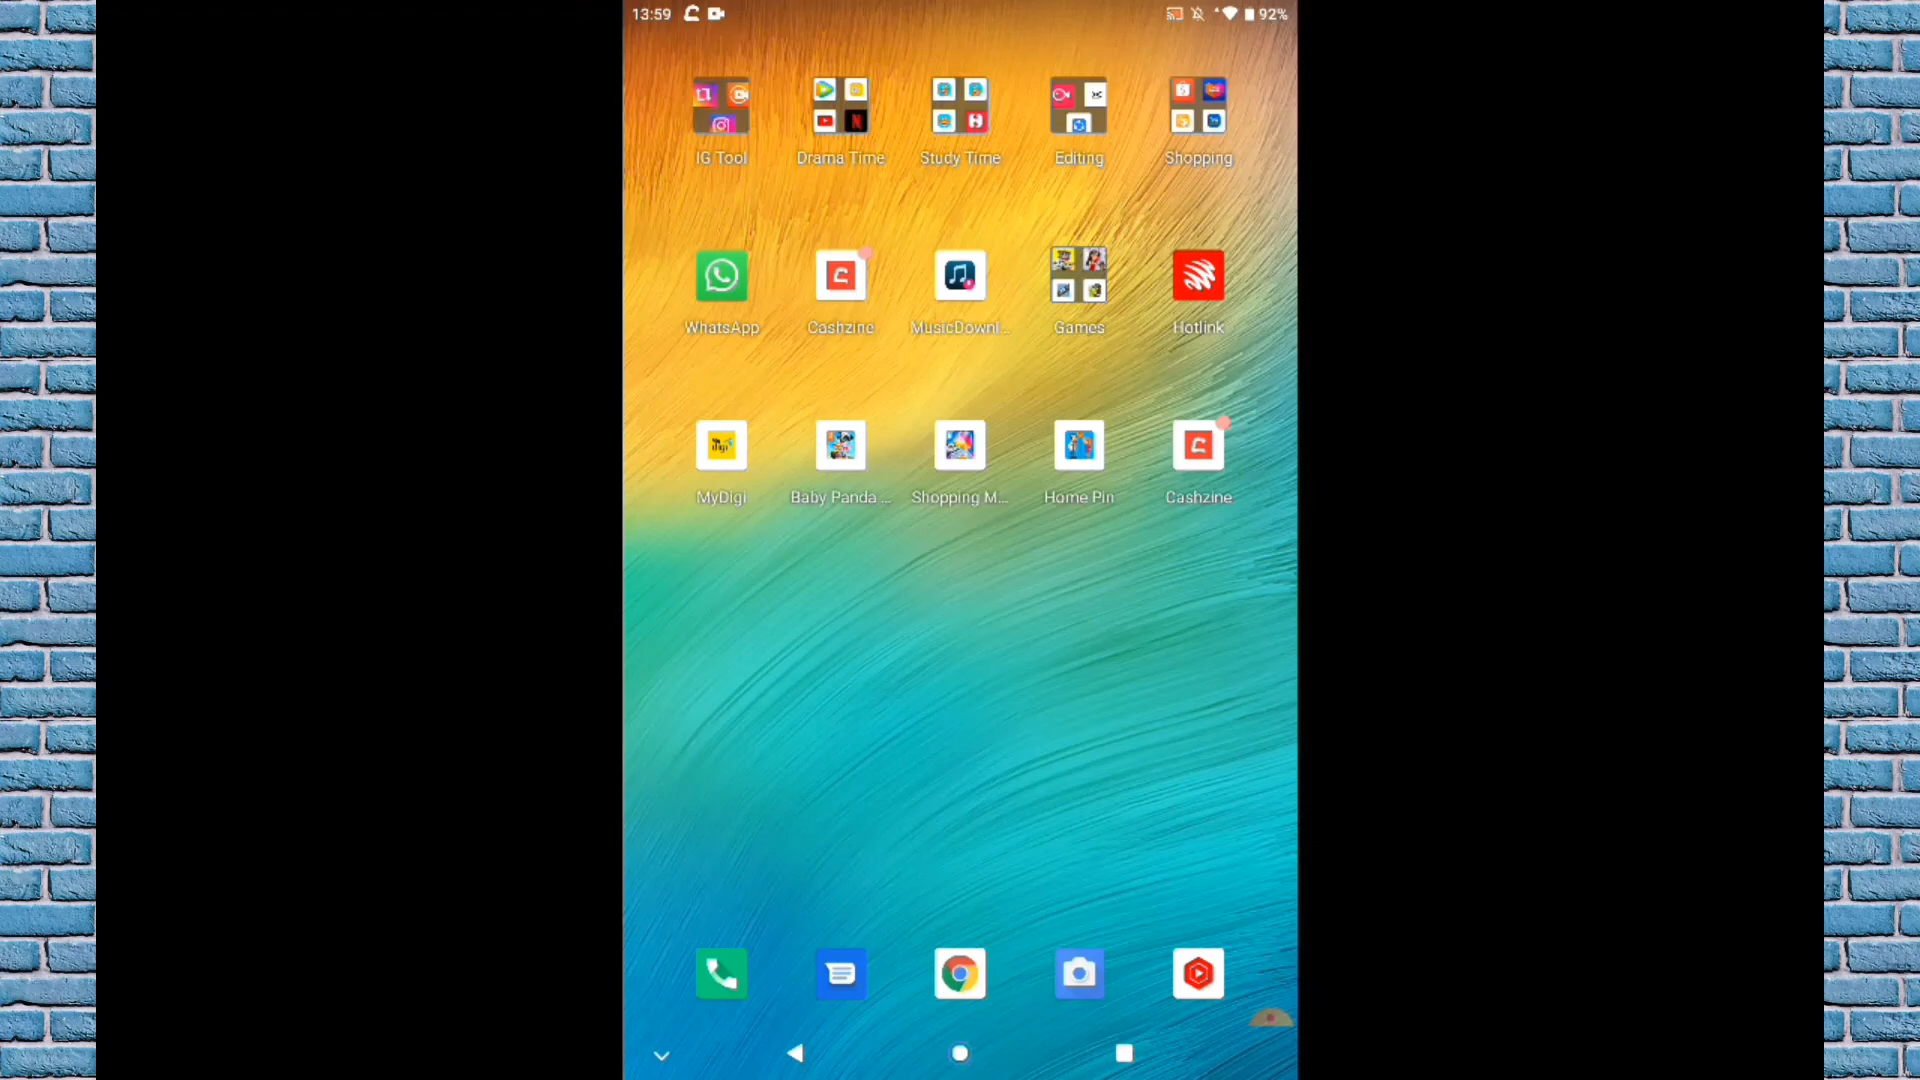 13:59 92%
IG Tool Drama Time Study Time Editing Shopping
WhatsApp Cashzine MusicDownl... Games Hotlink
MyDigi Baby Panda ... Shopping M... Home Pin Cashzine